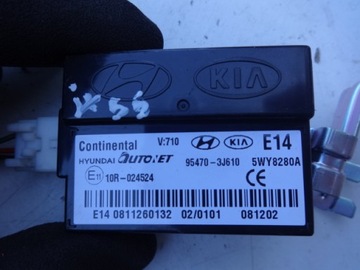 KIA
ix55
Continental V:710 KIA E14
HYUNDAI AUTONET 95470-3J610 5WY8280A
E11 10R-024524 CE
E14 0811260132 02/0101 081202